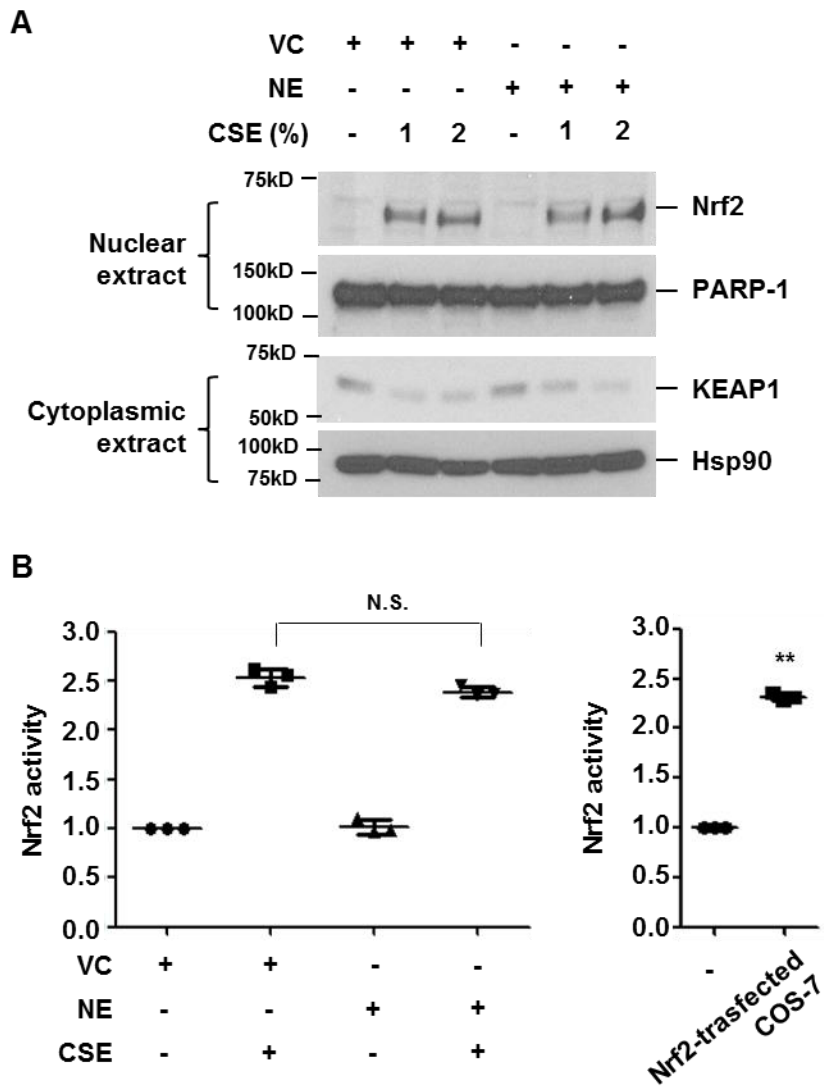 A
VC + + + - - -
NE - - - + + +
CSE (%) - 1 2 - 1 2
75kD
Nrf2
Nuclear
extract
150kD
PARP-1
100kD
75kD
KEAP1
Cytoplasmic
extract
50kD
100kD
Hsp90
75kD
B
N.S.
3.0
2.5
2.0
1.5
1.0
0.5
0.0
Nrf2 activity
VC + + - -
NE - - + +
CSE - + - +
**
3.0
2.5
2.0
1.5
1.0
0.5
0.0
Nrf2 activity
-
Nrf2-trasfected
COS-7